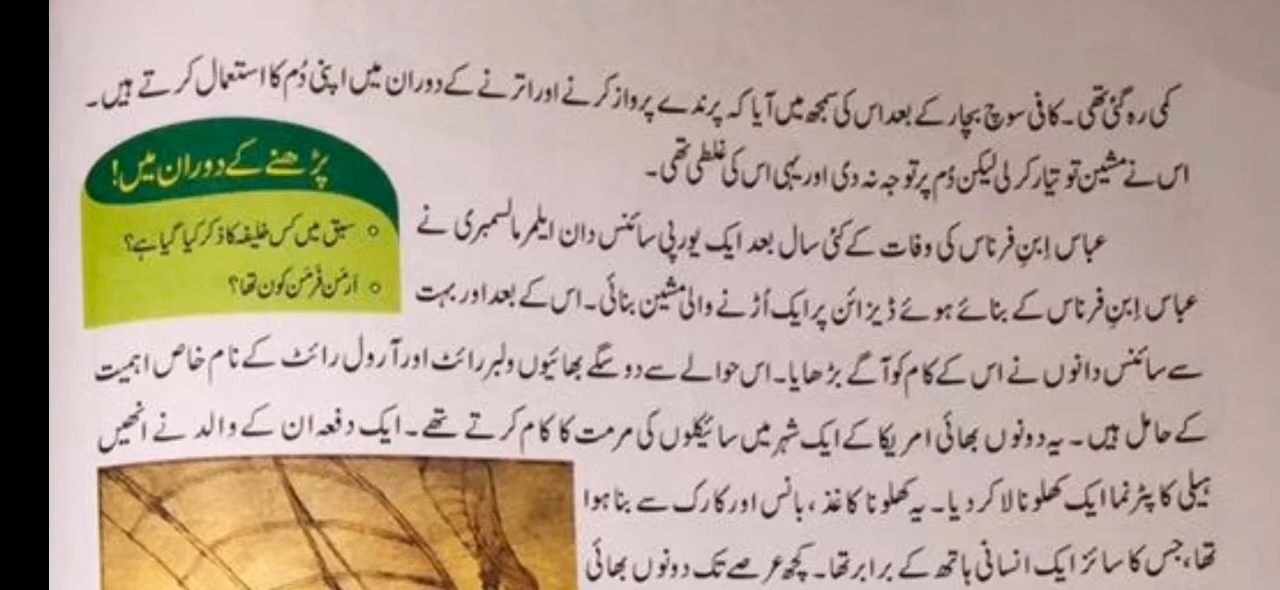 کمی رہ گئی تھی۔ کافی سوچ بچار کے بعد اس کی سمجھ میں آیا کہ پرندے پرواز کرنے اور اترنے کے دوران میں اپنی دُم کا استعمال کرتے ہیں۔
اس نے مشین تو تیار کر لی لیکن دُم پر توجہ نہ دی اور یہی اس کی غلطی تھی۔
پڑھنے کے دوران میں!
سبق میں کس خلیفہ کا ذکر کیا گیا ہے؟
ارمن فرمن کون تھا؟
عباس اِبنِ فرناس کی وفات کے کئی سال بعد ایک یورپی سائنس دان ایلمر مالسمبری نے
عباس اِبنِ فرناس کے بنائے ہوئے ڈیزائن پر ایک اُڑنے والی مشین بنائی۔ اس کے بعد اور بہت
سے سائنس دانوں نے اس کے کام کو آگے بڑھایا۔ اس حوالے سے دو سگے بھائیوں ولبر رائٹ اور آرول رائٹ کے نام خاص اہمیت
کے حامل ہیں۔ یہ دونوں بھائی امریکا کے ایک شہر میں سائیکلوں کی مرمت کا کام کرتے تھے۔ ایک دفعہ ان کے والد نے انھیں
ہیلی کاپٹر نما ایک کھلونا لا کر دیا۔ یہ کھلونا کاغذ، بانس اور کارک سے بنا ہوا
تھا، جس کا سائز ایک انسانی ہاتھ کے برابر تھا۔ کچھ عرصے تک دونوں بھائی